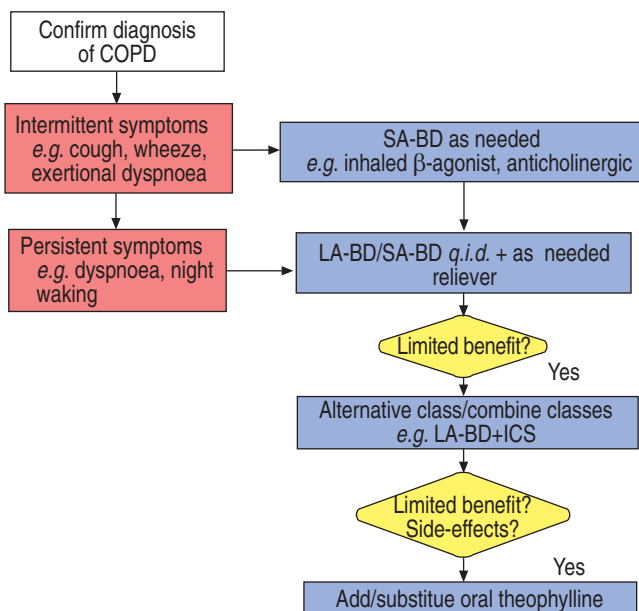 Confirm diagnosis
of COPD
Intermittent symptoms
e.g. cough, wheeze,
exertional dyspnoea
SA-BD as needed
e.g. inhaled β-agonist, anticholinergic
Persistent symptoms
e.g. dyspnoea, night
waking
LA-BD/SA-BD q.i.d. + as needed
reliever
Limited benefit?
Yes
Alternative class/combine classes
e.g. LA-BD+ICS
Limited benefit?
Side-effects?
Yes
Add/substitue oral theophylline